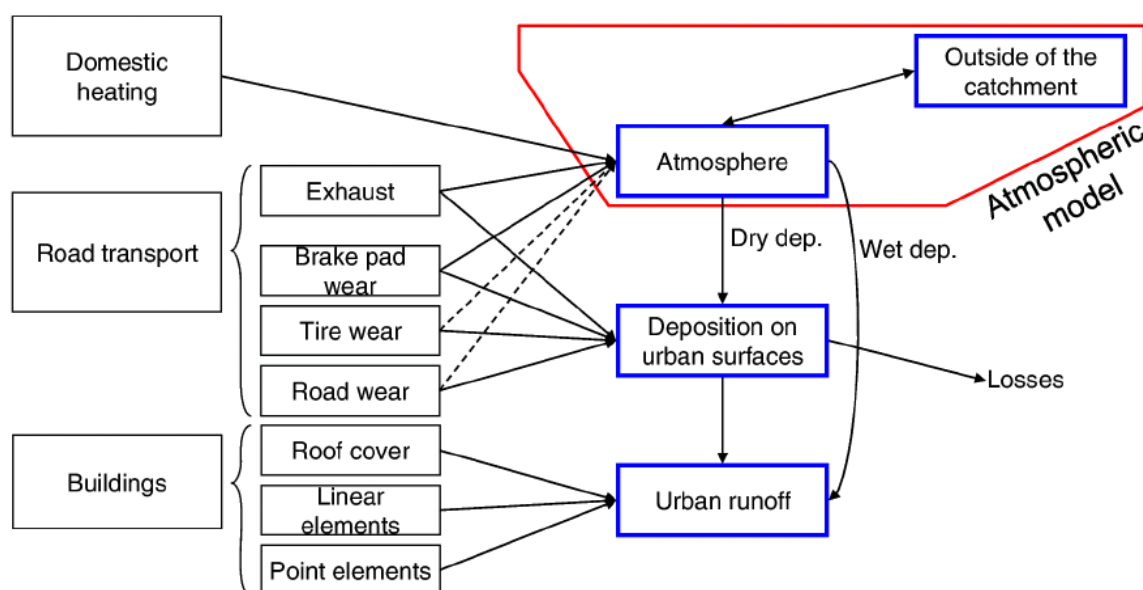 Domestic
heating
Outside of the
catchment
Atmospheric
model
Atmosphere
Exhaust
Road transport
Brake pad
wear
Tire wear
Road wear
Dry dep.
Wet dep.
Deposition on
urban surfaces
Losses
Buildings
Roof cover
Linear
elements
Point elements
Urban runoff